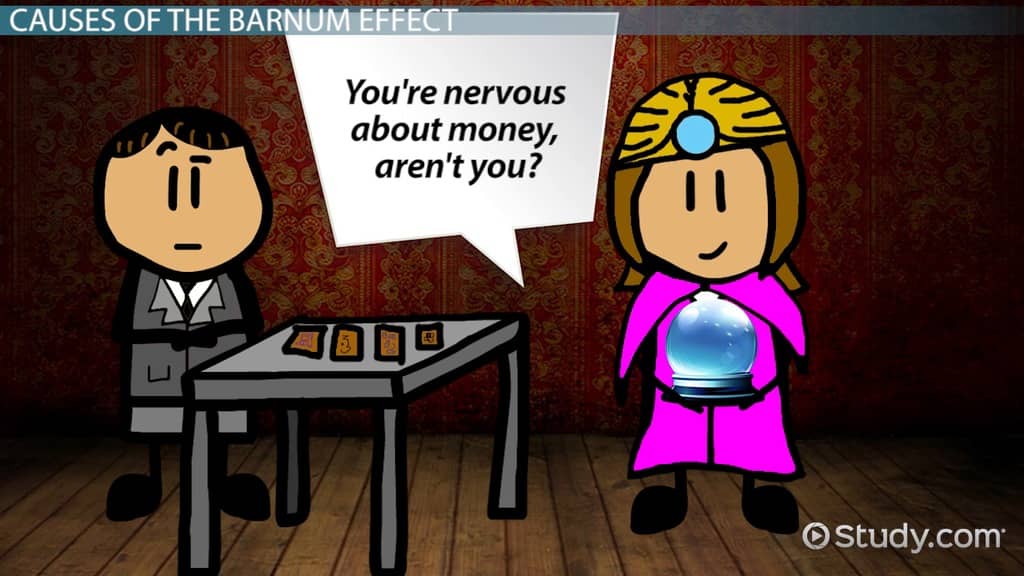 CAUSES OF THE BARNUM EFFECT
You're nervous
about money,
aren't you?
Study.com